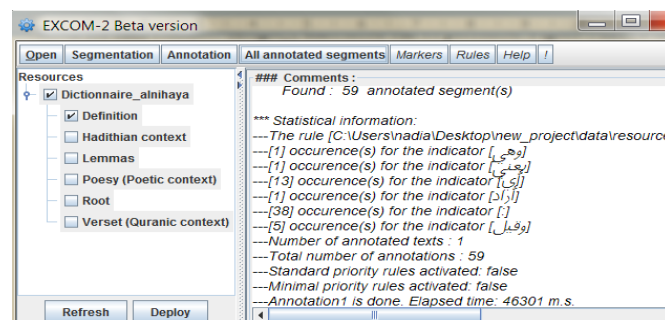 EXCOM-2 Beta version
Open Segmentation Annotation All annotated segments Markers Rules Help !
Resources
Dictionnaire_alnihaya
Definition
Hadithian context
Lemmas
Poesy (Poetic context)
Root
Verset (Quranic context)
Refresh Deploy
### Comments :
Found : 59 annotated segment(s)
*** Statistical information:
---The rule [C:\Users\nadia\Desktop\new_project\data\resource
---[1] occurence(s) for the indicator [وهي]
---[1] occurence(s) for the indicator [يعني]
---[13] occurence(s) for the indicator [أي]
---[1] occurence(s) for the indicator [أراد]
---[38] occurence(s) for the indicator [:]
---[5] occurence(s) for the indicator [وقيل]
---Number of annotated texts : 1
---Total number of annotations : 59
---Standard priority rules activated: false
---Minimal priority rules activated: false
---Annotation1 is done. Elapsed time: 46301 m.s.